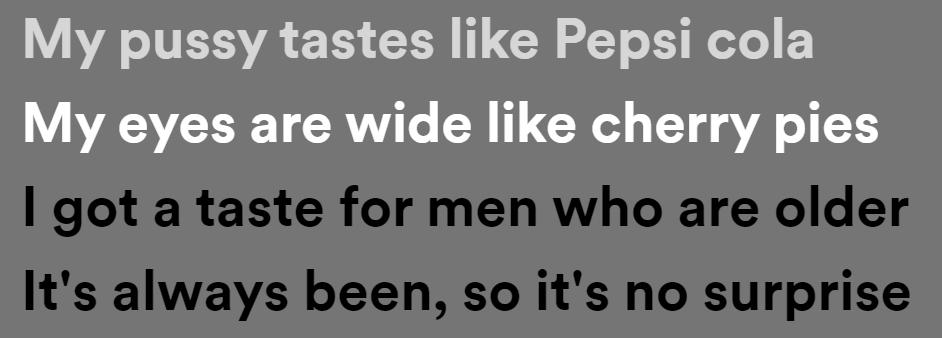 My pussy tastes like Pepsi cola
My eyes are wide like cherry pies
I got a taste for men who are older
It's always been, so it's no surprise